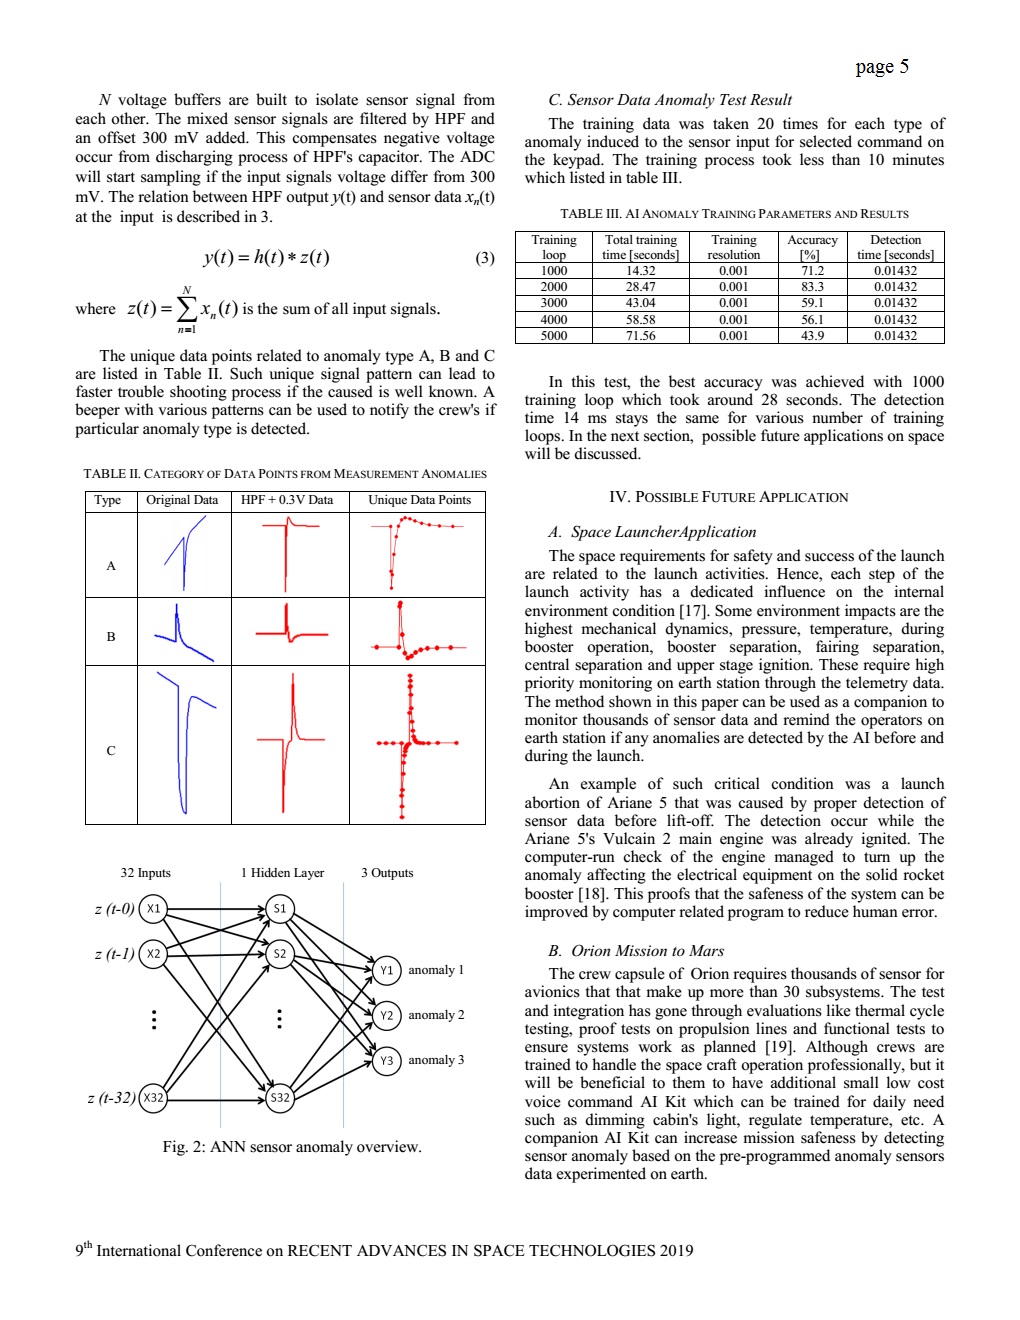 page 5
N voltage buffers are built to isolate sensor signal from
each other. The mixed sensor signals are filtered by HPF and
an offset 300 mV added. This compensates negative voltage
occur from discharging process of HPF's capacitor. The ADC
will start sampling if the input signals voltage differ from 300
mV. The relation between HPF output y(t) and sensor data xn(t)
at the input is described in 3.
y(t) = h(t) * z(t) (3)
where z(t) = ∑ n=1 N xn(t) is the sum of all input signals.
The unique data points related to anomaly type A, B and C
are listed in Table II. Such unique signal pattern can lead to
faster trouble shooting process if the caused is well known. A
beeper with various patterns can be used to notify the crew's if
particular anomaly type is detected.
TABLE II. CATEGORY OF DATA POINTS FROM MEASUREMENT ANOMALIES
Type Original Data HPF + 0.3V Data Unique Data Points
A
B
C
32 Inputs 1 Hidden Layer 3 Outputs
z (t-0) X1 S1
z (t-1) X2 S2
Y1 anomaly 1
Y2 anomaly 2
Y3 anomaly 3
z (t-32) X32 S32
Fig. 2: ANN sensor anomaly overview.
C. Sensor Data Anomaly Test Result
The training data was taken 20 times for each type of
anomaly induced to the sensor input for selected command on
the keypad. The training process took less than 10 minutes
which listed in table III.
TABLE III. AI ANOMALY TRAINING PARAMETERS AND RESULTS
Training Total training Training Accuracy Detection
loop time [seconds] resolution [%] time [seconds]
1000 14.32 0.001 71.2 0.01432
2000 28.47 0.001 83.3 0.01432
3000 43.04 0.001 59.1 0.01432
4000 58.58 0.001 56.1 0.01432
5000 71.56 0.001 43.9 0.01432
In this test, the best accuracy was achieved with 1000
training loop which took around 28 seconds. The detection
time 14 ms stays the same for various number of training
loops. In the next section, possible future applications on space
will be discussed.
IV. POSSIBLE FUTURE APPLICATION
A. Space LauncherApplication
The space requirements for safety and success of the launch
are related to the launch activities. Hence, each step of the
launch activity has a dedicated influence on the internal
environment condition [17]. Some environment impacts are the
highest mechanical dynamics, pressure, temperature, during
booster operation, booster separation, fairing separation,
central separation and upper stage ignition. These require high
priority monitoring on earth station through the telemetry data.
The method shown in this paper can be used as a companion to
monitor thousands of sensor data and remind the operators on
earth station if any anomalies are detected by the AI before and
during the launch.
An example of such critical condition was a launch
abortion of Ariane 5 that was caused by proper detection of
sensor data before lift-off. The detection occur while the
Ariane 5's Vulcain 2 main engine was already ignited. The
computer-run check of the engine managed to turn up the
anomaly affecting the electrical equipment on the solid rocket
booster [18]. This proofs that the safeness of the system can be
improved by computer related program to reduce human error.
B. Orion Mission to Mars
The crew capsule of Orion requires thousands of sensor for
avionics that that make up more than 30 subsystems. The test
and integration has gone through evaluations like thermal cycle
testing, proof tests on propulsion lines and functional tests to
ensure systems work as planned [19]. Although crews are
trained to handle the space craft operation professionally, but it
will be beneficial to them to have additional small low cost
voice command AI Kit which can be trained for daily need
such as dimming cabin's light, regulate temperature, etc. A
companion AI Kit can increase mission safeness by detecting
sensor anomaly based on the pre-programmed anomaly sensors
data experimented on earth.
9th International Conference on RECENT ADVANCES IN SPACE TECHNOLOGIES 2019